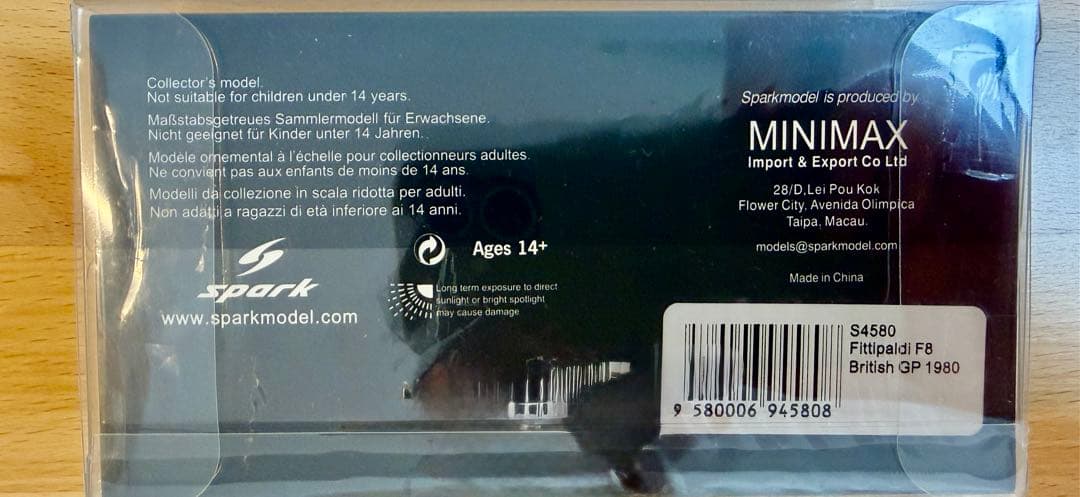 Collector's model.
Not suitable for children under 14 years.
Maßstabsgetreues Sammlermodell für Erwachsene.
Nicht geeignet für Kinder unter 14 Jahren.
Modèle ornemental à l'échelle pour collectionneurs adultes.
Ne convient pas aux enfants de moins de 14 ans.
Modelli da collezione in scala ridotta per adulti.
Non adatti a ragazzi di età inferiore ai 14 anni.
Ages 14+
spark
Long term exposure to direct
sunlight or bright spotlight
may cause damage
www.sparkmodel.com
Sparkmodel is produced by
MINIMAX
Import & Export Co Ltd
28/D,Lei Pou Kok
Flower City, Avenida Olimpica
Taipa, Macau.
models@sparkmodel.com
Made in China
S4580
Fittipaldi F8
British GP 1980
9 580006 945808